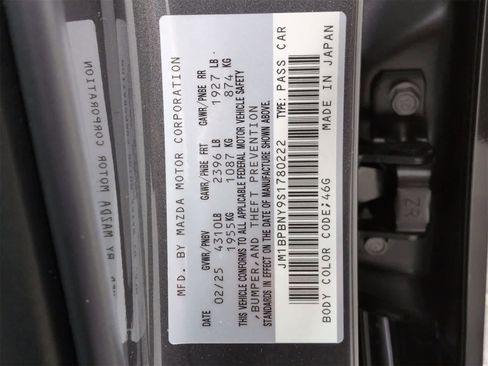 MFD. BY MAZDA MOTOR CORPORATION
DATE GVWR/PNBV GAWR/PNBE FRT GAWR/PNBE RR
02/25 4310LB 2396 LB 1927 LB
1955KG 1087 KG 874 KG
THIS VEHICLE CONFORMS TO ALL APPLICABLE FEDERAL MOTOR VEHICLE SAFETY
,BUMPER,AND THEFT PREVENTION
STANDARDS IN EFFECT ON THE DATE OF MANUFACTURE SHOWN ABOVE.
JM1BPBNY9S1780222 TYPE: PASS CAR
BODY COLOR CODE;46G MADE IN JAPAN